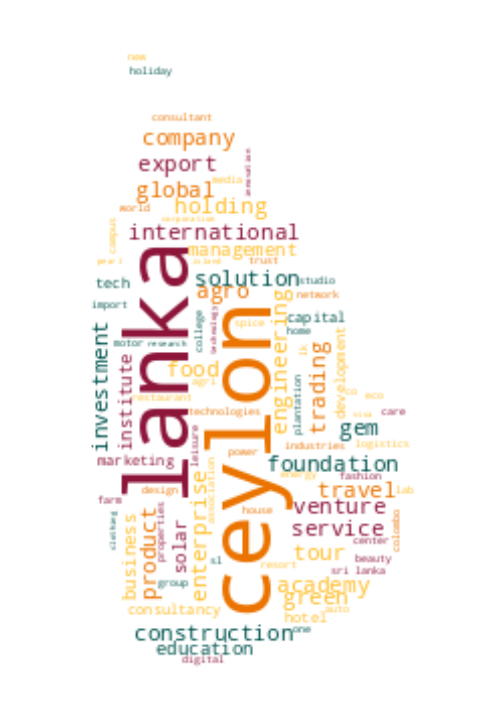 new
holiday
consultant
company
export
media
global
world
holding
corporation
campus
international
management
pearl
island
trust
tech
solution
studio
agro
network
import
capital
technology
college
spice
home
motor
research
investment
institute
lanka
ceylon
engineering
lk
trading
development
food
agri
plantation
restaurant
eco
eco
technologies
visa
care
gem
leisure
industries
logistics
power
marketing
foundation
association
energy
fashion
farm
design
travel
lab
properties
house
venture
clothing
solar
service
colombo
business
product
enterprise
center
tour
beauty
sl
resort
sri lanka
group
academy
green
consultancy
auto
hotel
construction
one
education
digital